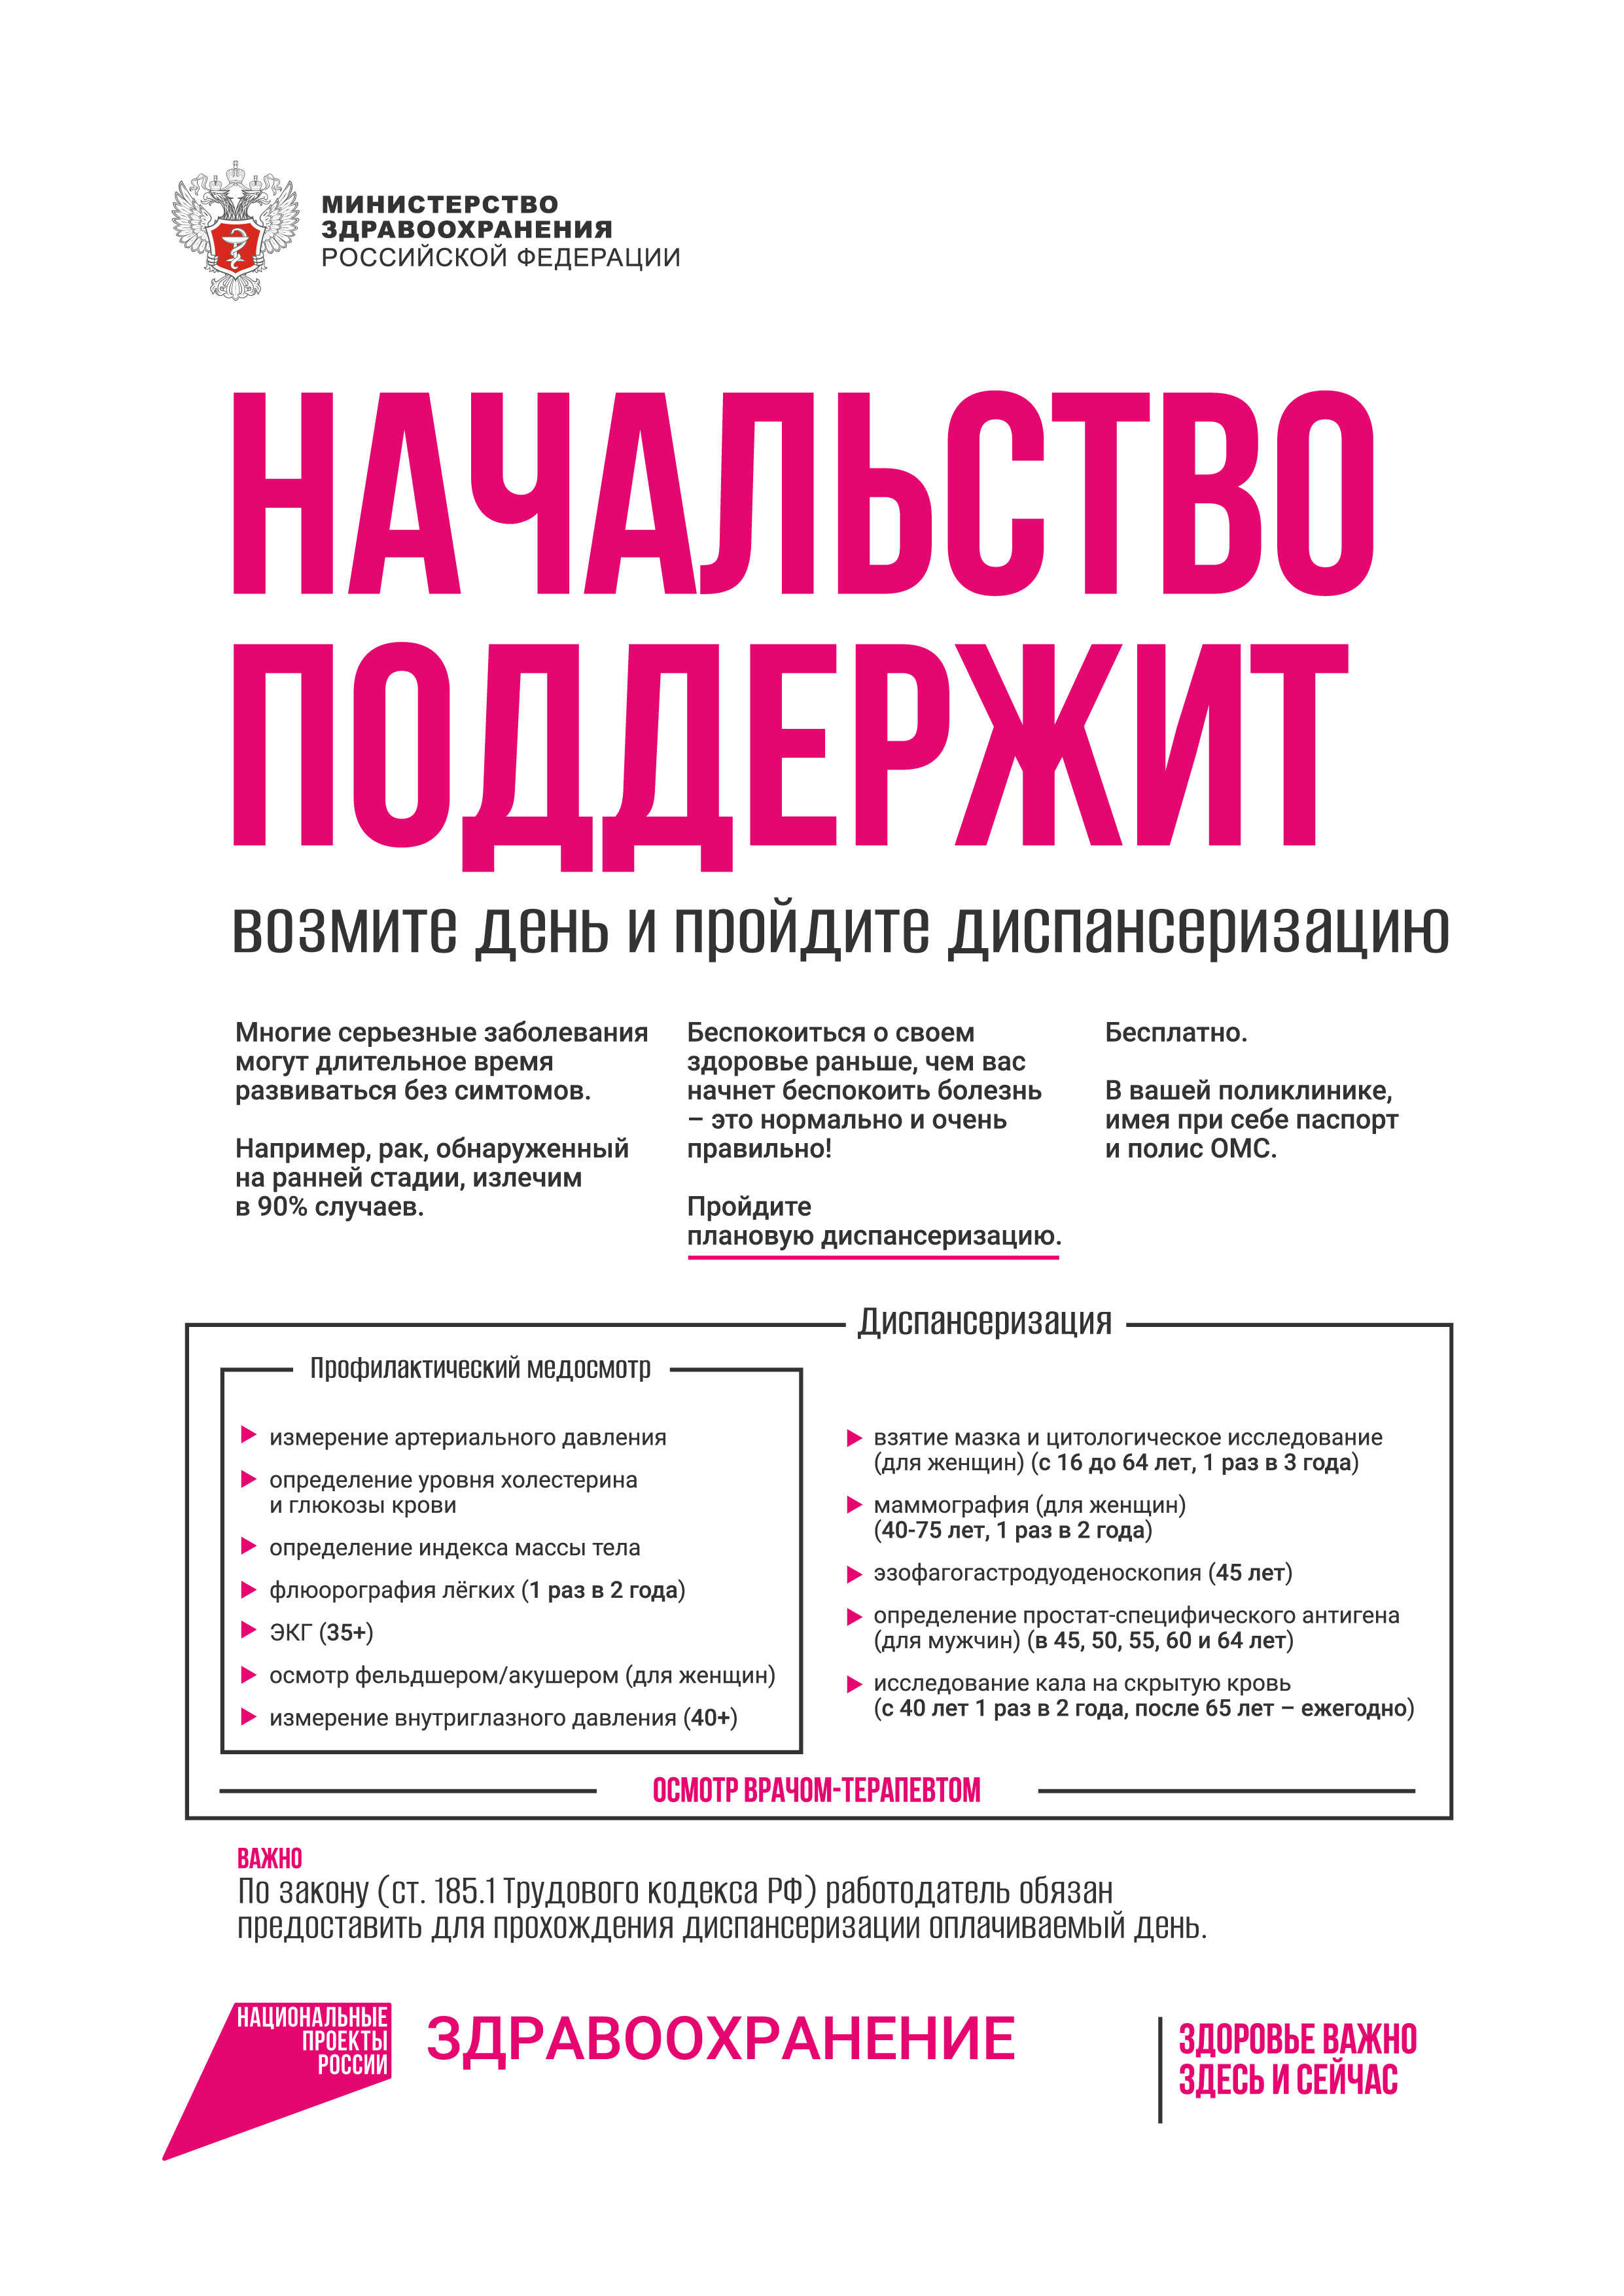 МИНИСТЕРСТВО
ЗДРАВООХРАНЕНИЯ
РОССИЙСКОЙ ФЕДЕРАЦИИ
НАЧАЛЬСТВО
ПОДДЕРЖИТ
возмите день и пройдите диспансеризацию
Многие серьезные заболевания
могут длительное время
развиваться без симтомов.
Например, рак, обнаруженный
на ранней стадии, излечим
в 90% случаев.
Беспокоиться о своем
здоровье раньше, чем вас
начнет беспокоить болезнь
– это нормально и очень
правильно!
Пройдите
плановую диспансеризацию.
Бесплатно.
В вашей поликлинике,
имея при себе паспорт
и полис ОМС.
Диспансеризация
Профилактический медосмотр
измерение артериального давления
определение уровня холестерина
и глюкозы крови
определение индекса массы тела
флюорография лёгких (1 раз в 2 года)
ЭКГ (35+)
осмотр фельдшером/акушером (для женщин)
измерение внутриглазного давления (40+)
взятие мазка и цитологическое исследование
(для женщин) (с 16 до 64 лет, 1 раз в 3 года)
маммография (для женщин)
(40-75 лет, 1 раз в 2 года)
эзофагогастродуоденоскопия (45 лет)
определение простат-специфического антигена
(для мужчин) (в 45, 50, 55, 60 и 64 лет)
исследование кала на скрытую кровь
(с 40 лет 1 раз в 2 года, после 65 лет – ежегодно)
ОСМОТР ВРАЧОМ-ТЕРАПЕВТОМ
ВАЖНО
По закону (ст. 185.1 Трудового кодекса РФ) работодатель обязан
предоставить для прохождения диспансеризации оплачиваемый день.
НАЦИОНАЛЬНЫЕ
ПРОЕКТЫ
РОССИИ
ЗДРАВООХРАНЕНИЕ
ЗДОРОВЬЕ ВАЖНО
ЗДЕСЬ И СЕЙЧАС